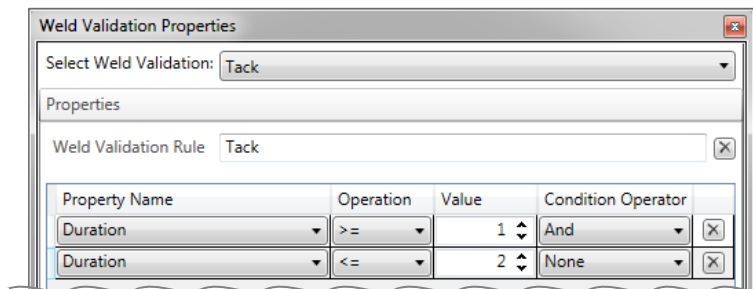 Weld Validation Properties
Select Weld Validation: Tack
Properties
Weld Validation Rule Tack
Property Name Operation Value Condition Operator
Duration >= 1 And
Duration <= 2 None